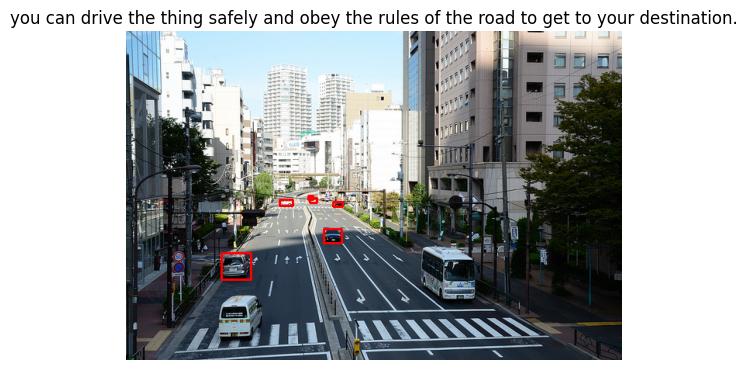 you can drive the thing safely and obey the rules of the road to get to your destination.